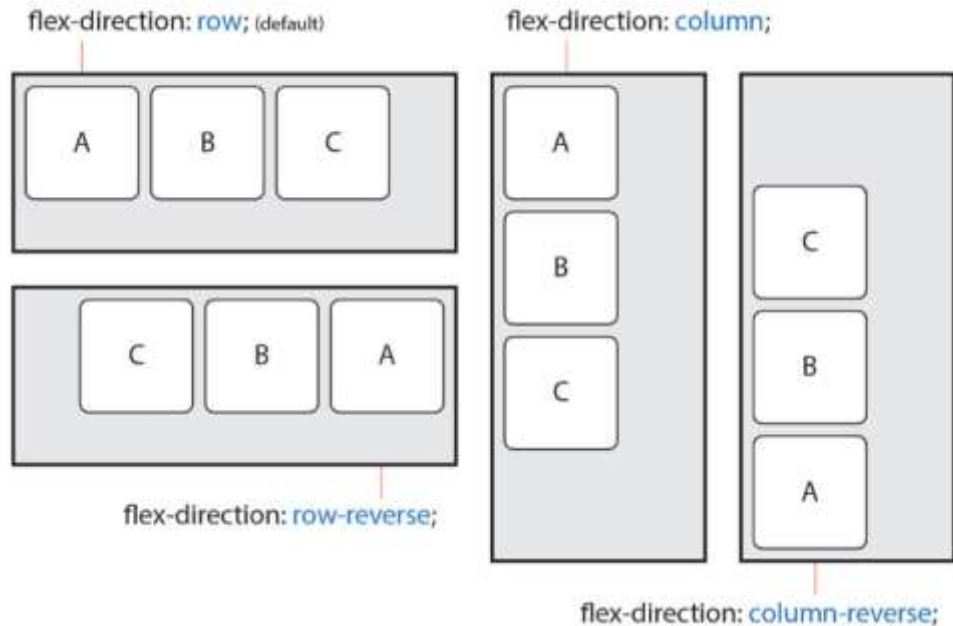 flex-direction: row; (default)
A B C
C B A
flex-direction: row-reverse;
flex-direction: column;
A
B
C
C
B
A
flex-direction: column-reverse;